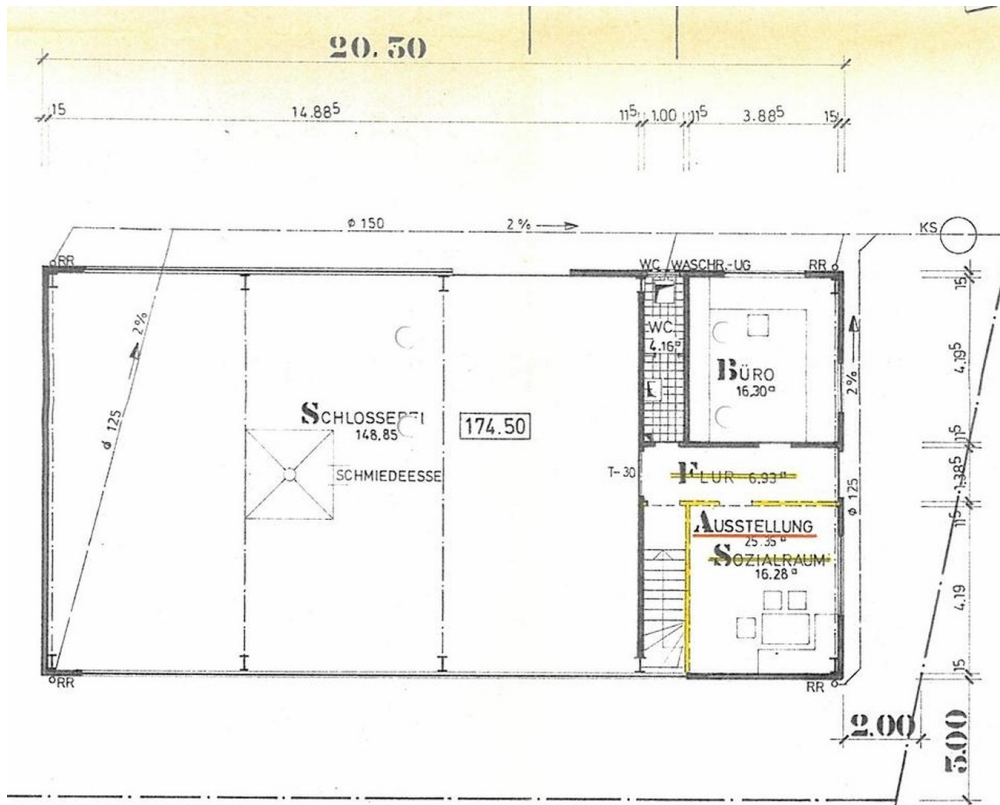 20.50
15 14.88⁵ 11⁵ 1.00 11⁵ 3.88⁵ 15
ϕ 150 2% KS
RR WC WASCHR.-UG RR
15
WC
4.16
BÜRO
16.30
4.19⁵
2%
2%
ϕ 125
SCHLOSSEREI
148.85
174.50
SCHMIEDEESSE
T-30
FLUR 6.93
11⁵
1.38⁵
11⁵
ϕ 125
AUSSTELLUNG
25.35
SOZIALRAUM
16.28
4.19
15
RR RR
2.00
5.00